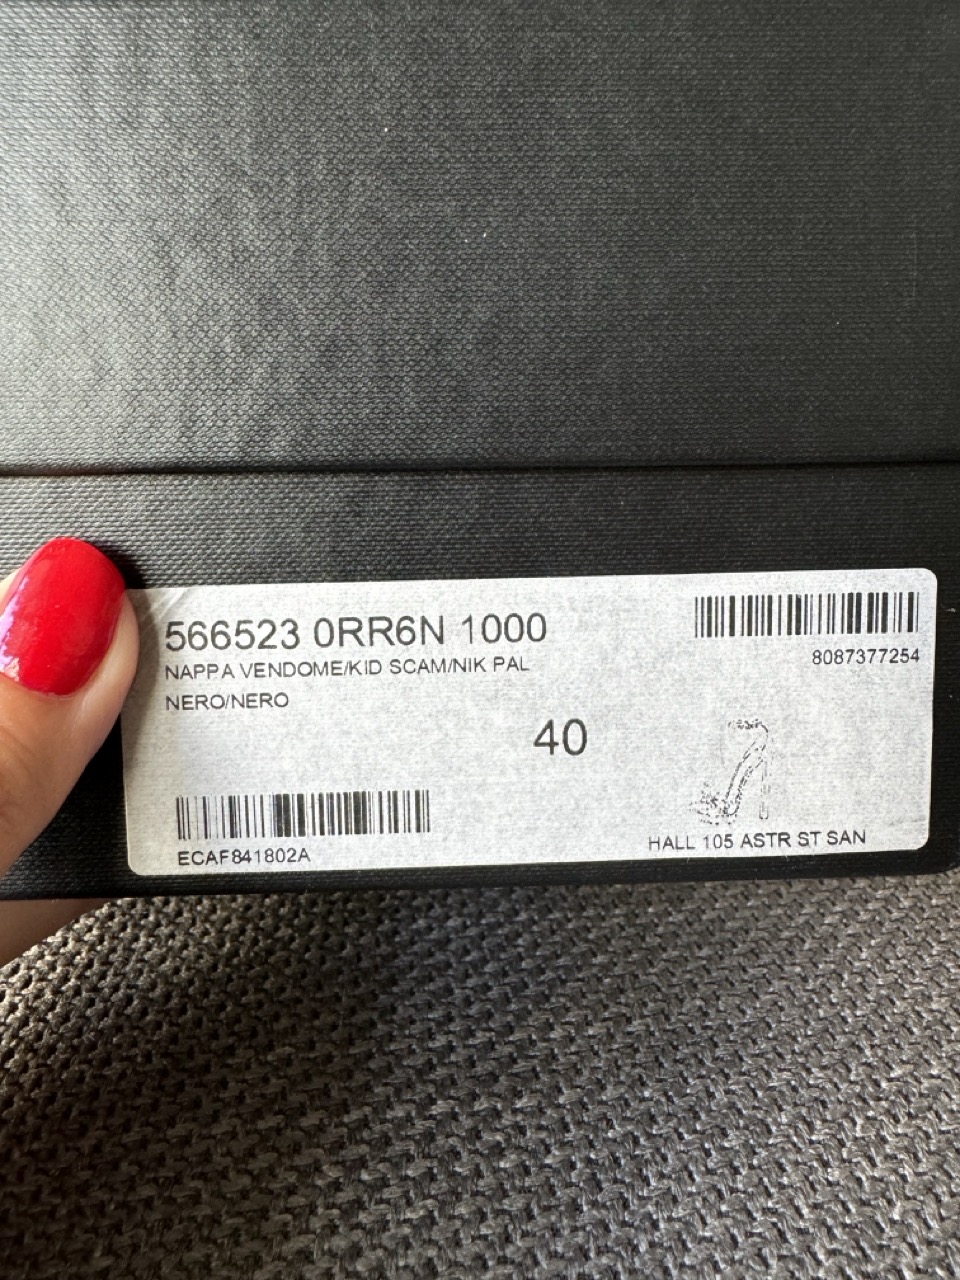 566523 0RR6N 1000
NAPPA VENDOME/KID SCAM/NIK PAL
NERO/NERO
8087377254
40
ECAF841802A
HALL 105 ASTR ST SAN